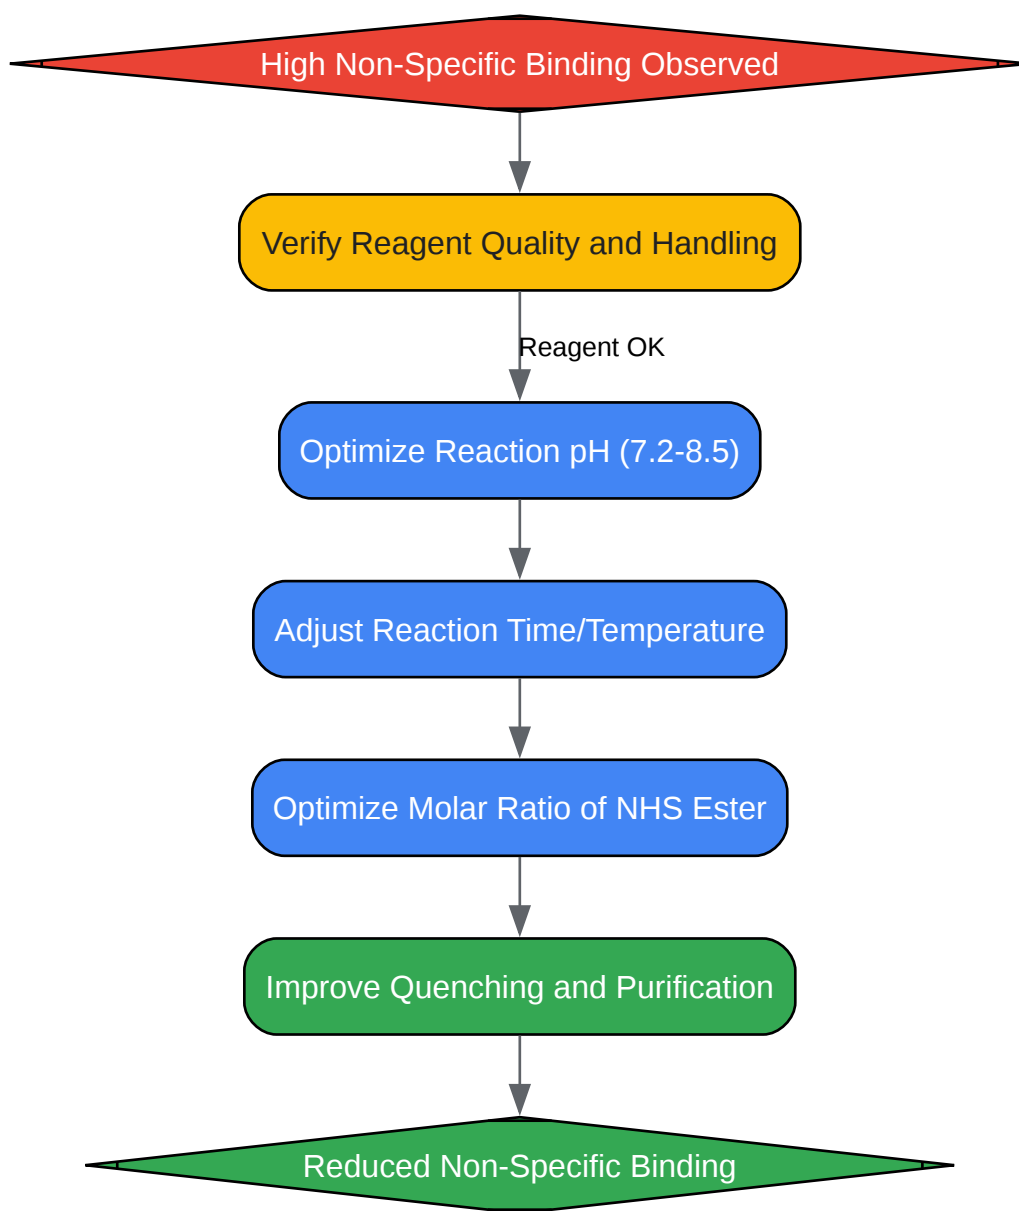 High Non-Specific Binding Observed
Verify Reagent Quality and Handling
Reagent OK
Optimize Reaction pH (7.2-8.5)
Adjust Reaction Time/Temperature
Optimize Molar Ratio of NHS Ester
Improve Quenching and Purification
Reduced Non-Specific Binding